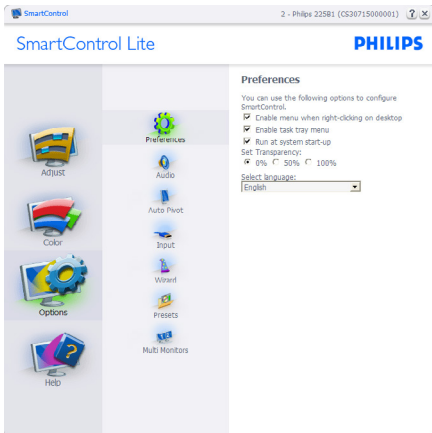 SmartControl
2 - Philips 225B1 (CS30715000001)
? ×
SmartControl Lite
PHILIPS
Adjust
Color
Options
Help
Preferences
Audio
Auto Pivot
Input
Wizard
Presets
Multi Monitors
Preferences
You can use the following options to configure
SmartControl.
Enable menu when right-clicking on desktop
Enable task tray menu
Run at system start-up
Set Transparency:
0% 50% 100%
Select language:
English